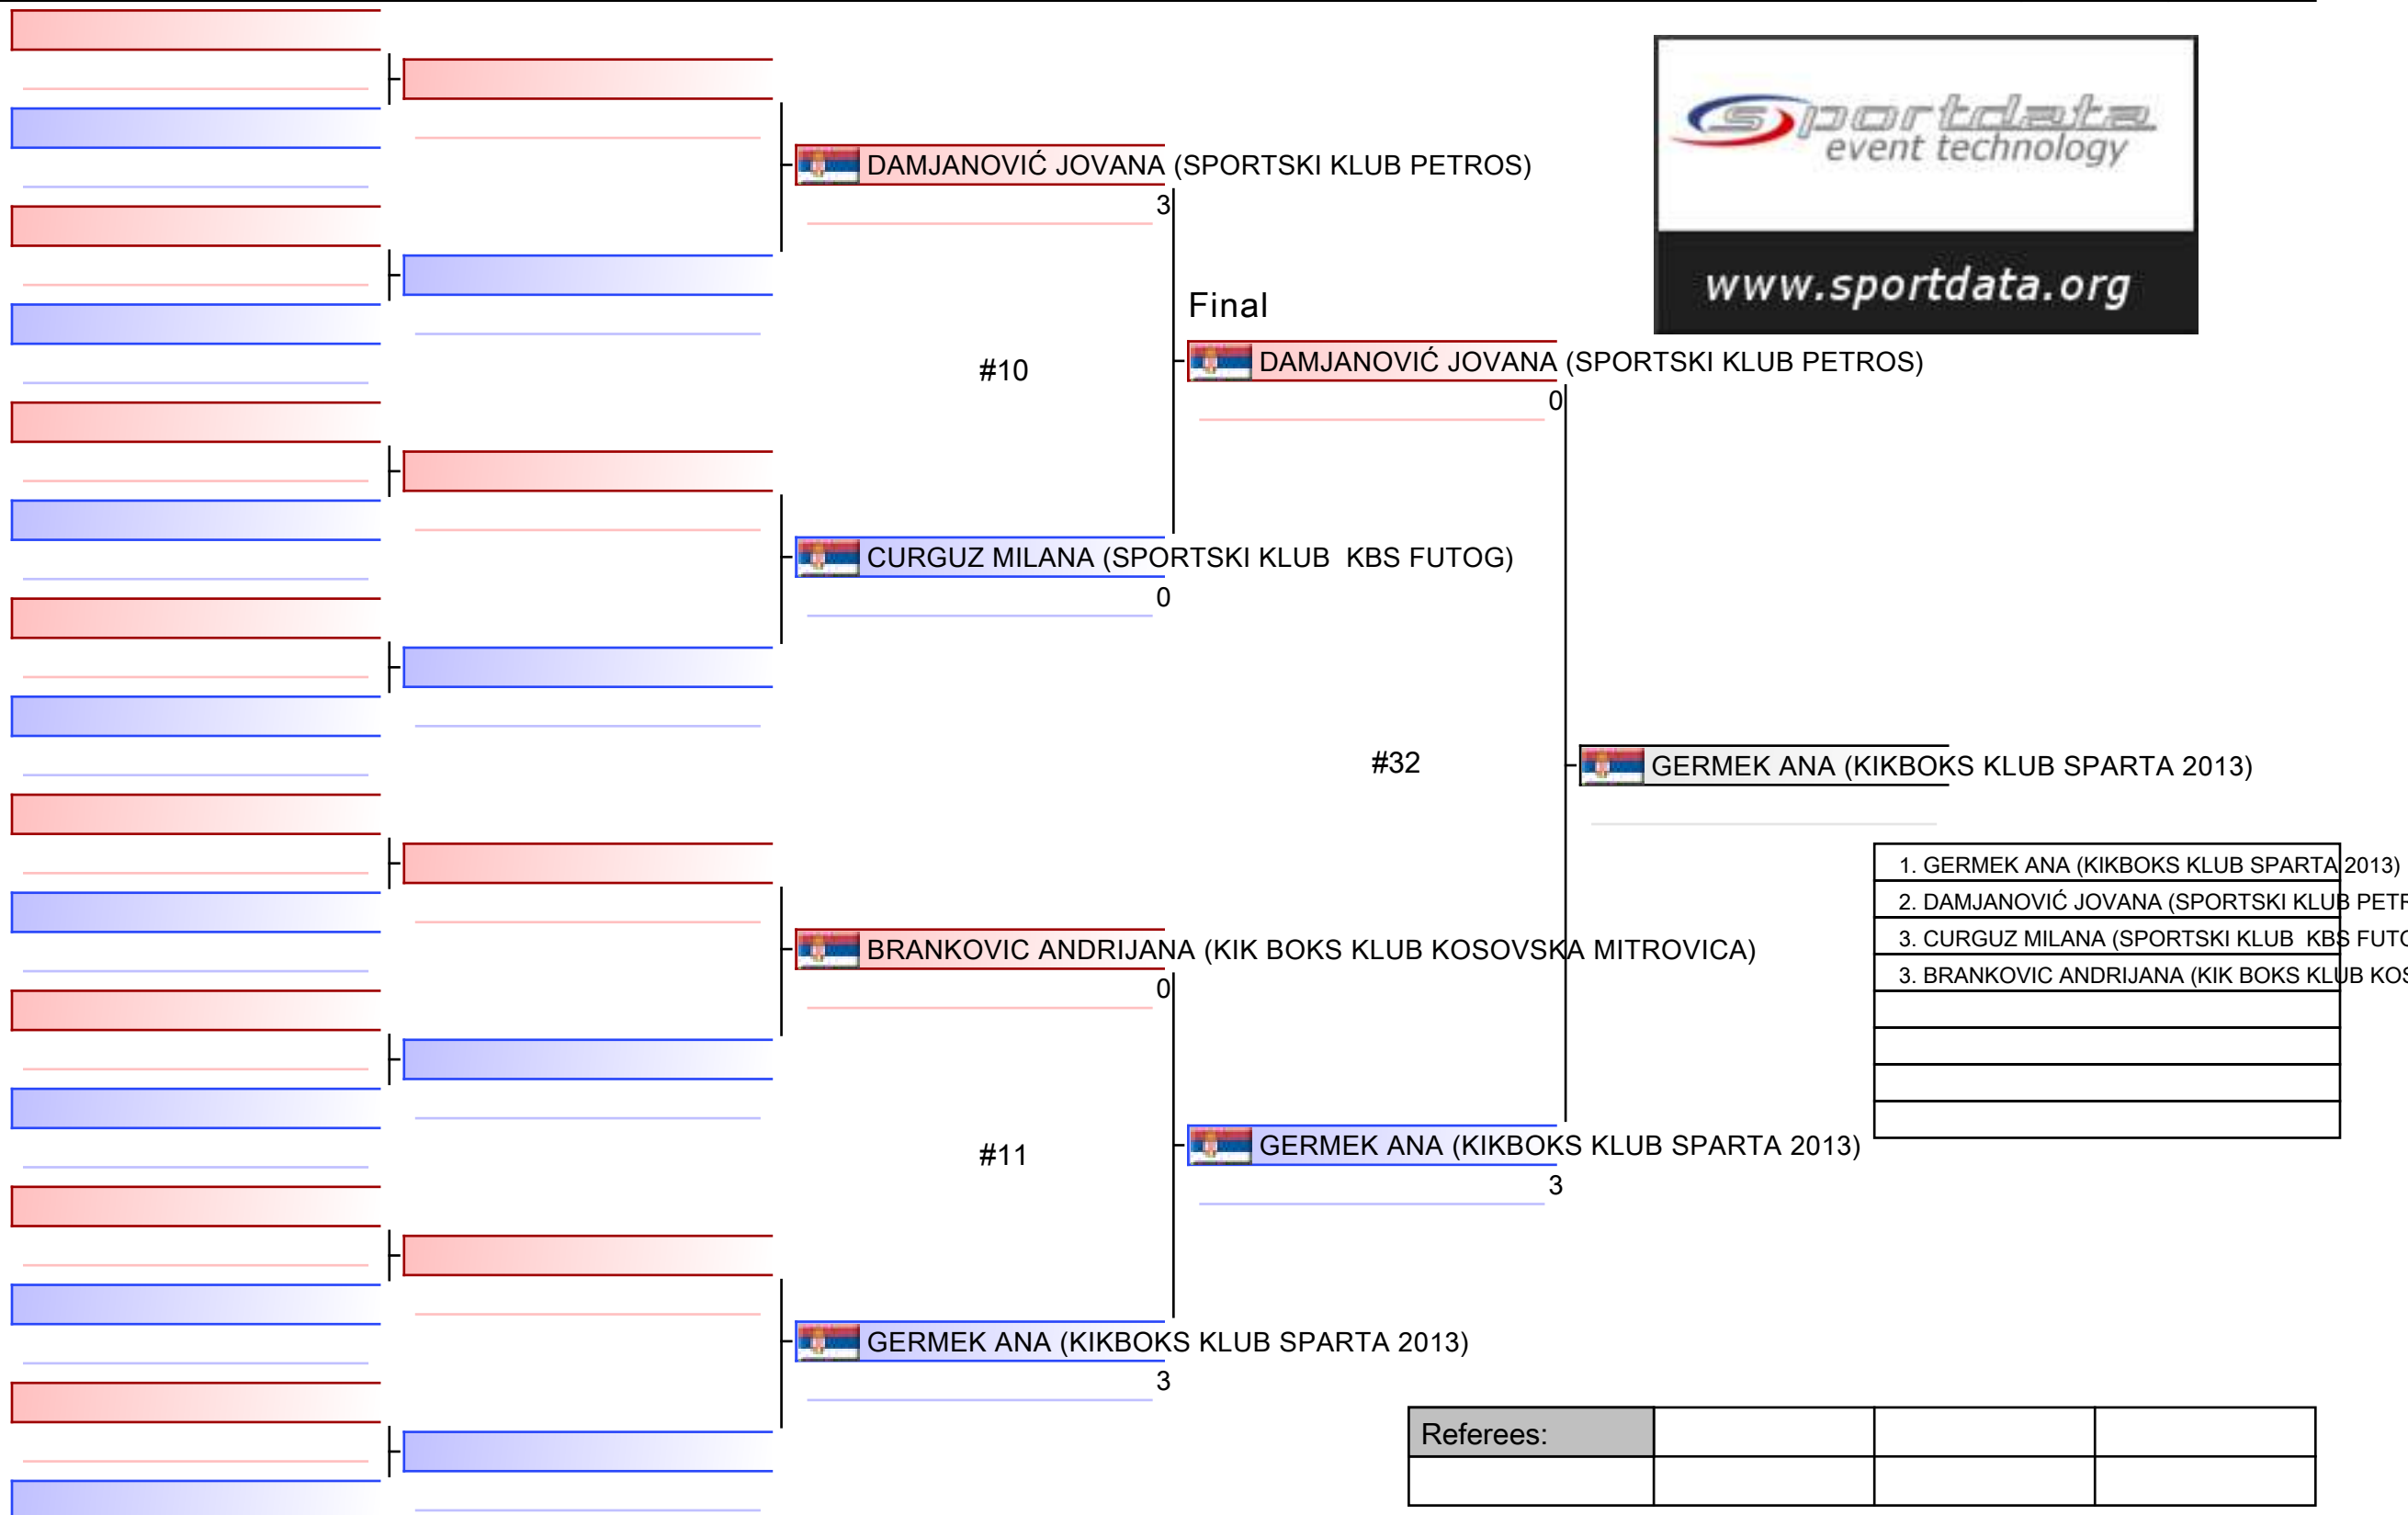 sportdata
event technology
www.sportdata.org
DAMJANOVIĆ JOVANA (SPORTSKI KLUB PETROS)
3
Final
DAMJANOVIĆ JOVANA (SPORTSKI KLUB PETROS)
0
#10
CURGUZ MILANA (SPORTSKI KLUB  KBS FUTOG)
0
#32
GERMEK ANA (KIKBOKS KLUB SPARTA 2013)
1. GERMEK ANA (KIKBOKS KLUB SPARTA 2013)
2. DAMJANOVIĆ JOVANA (SPORTSKI KLUB PETR
3. CURGUZ MILANA (SPORTSKI KLUB  KBS FUTO
3. BRANKOVIC ANDRIJANA (KIK BOKS KLUB KOS
BRANKOVIC ANDRIJANA (KIK BOKS KLUB KOSOVSKA MITROVICA)
0
#11
GERMEK ANA (KIKBOKS KLUB SPARTA 2013)
3
GERMEK ANA (KIKBOKS KLUB SPARTA 2013)
3
Referees: